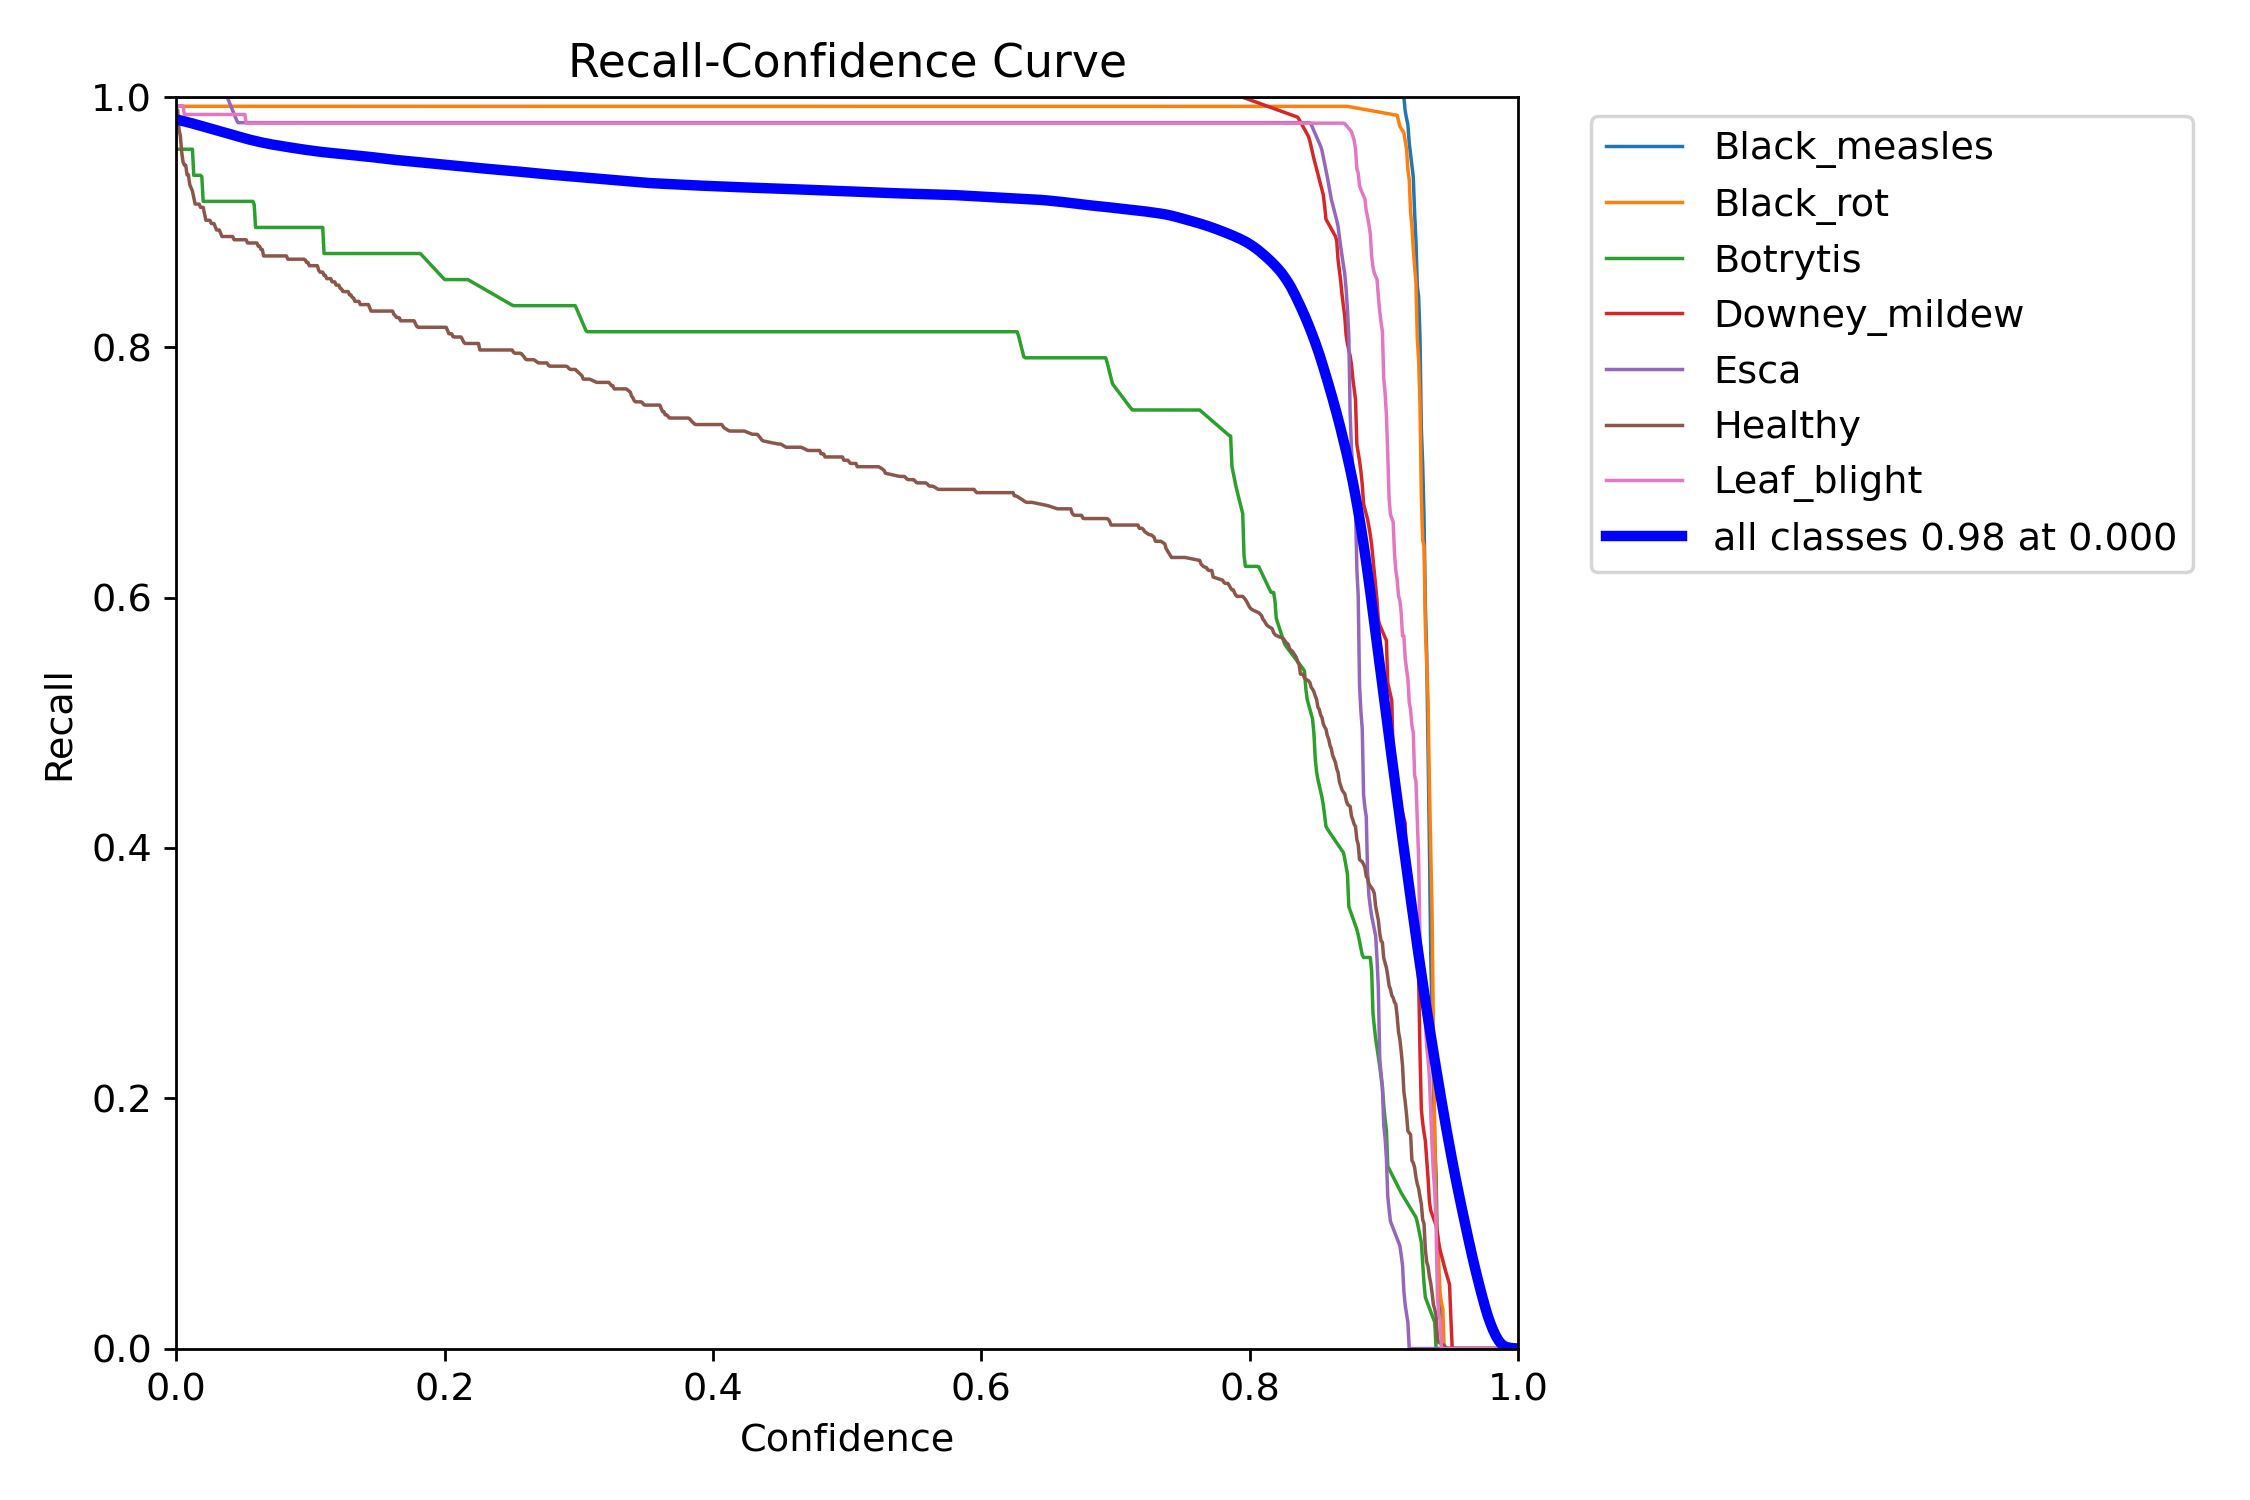 Recall-Confidence Curve
1.0
0.8
0.6
0.4
0.2
0.0
Recall
0.0 0.2 0.4 0.6 0.8 1.0
Confidence
Black_measles
Black_rot
Botrytis
Downey_mildew
Esca
Healthy
Leaf_blight
all classes 0.98 at 0.000